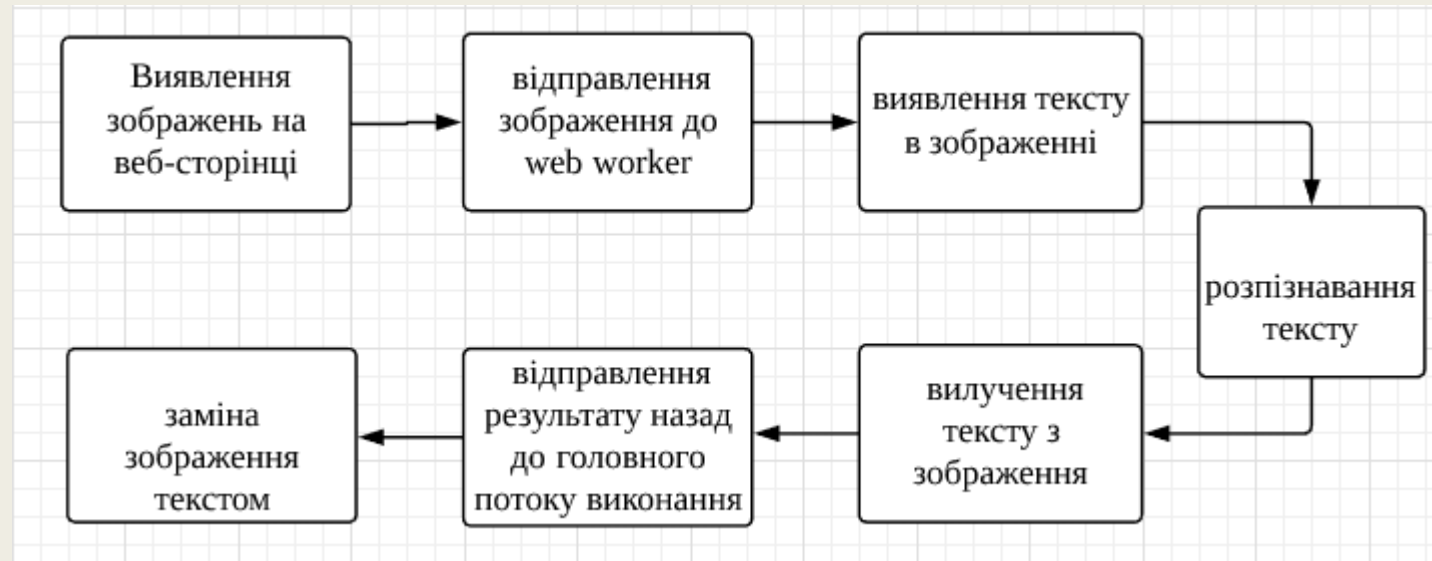 Виявлення
зображень на
веб-сторінці
відправлення
зображення до
web worker
виявлення тексту
в зображенні
розпізнавання
тексту
вилучення
тексту з
зображення
відправлення
результату назад
до головного
потоку виконання
заміна
зображення
текстом